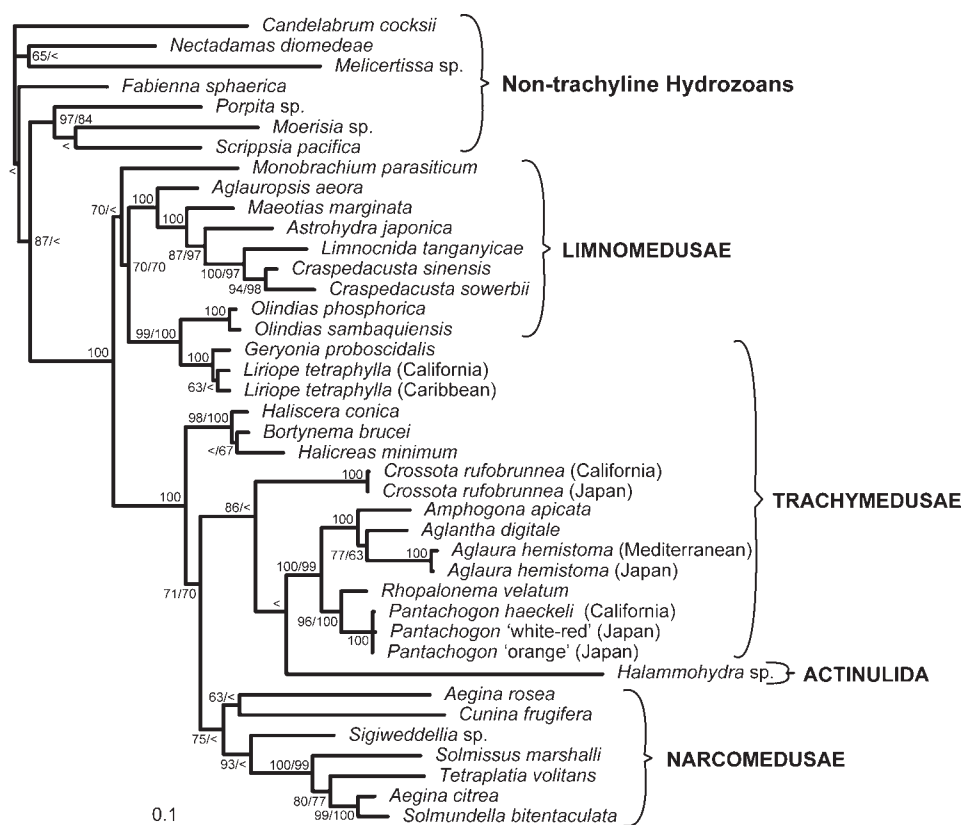 Candelabrum cocksii
Nectadamas diomedeae
65/<
Melicertissa sp.
Non-trachyline Hydrozoans
Fabienna sphaerica
Porpita sp.
97/84
Moerisia sp.
<
Scrippsia pacifica
<
Monobrachium parasiticum
Aglauropsis aeora
100
70/<
Maeotias marginata
100
Astrohydra japonica
87/<
87/97
Limnocnida tanganyicae
LIMNOMEDUSAE
70/70
100/97
Craspedacusta sinensis
94/98
Craspedacusta sowerbii
Olindias phosphorica
100
Olindias sambaquiensis
99/100
Geryonia proboscidalis
100
100
Liriope tetraphylla (California)
63/<
Liriope tetraphylla (Caribbean)
Haliscera conica
98/100
Bortynema brucei
</67
Halicreas minimum
Crossota rufobrunnea (California)
100
Crossota rufobrunnea (Japan)
100
86/<
TRACHYMEDUSAE
Amphogona apicata
100
Aglantha digitale
77/63
Aglaura hemistoma (Mediterranean)
100
Aglaura hemistoma (Japan)
100/99
71/70
Rhopalonema velatum
<
Pantachogon haeckeli (California)
96/100
Pantachogon ‘white-red’ (Japan)
100
Pantachogon ‘orange’ (Japan)
Halammohydra sp.
ACTINULIDA
Aegina rosea
63/<
Cunina frugifera
75/<
Sigiweddellia sp.
93/<
Solmissus marshalli
NARCOMEDUSAE
100/99
Tetraplatia volitans
80/77
Aegina citrea
99/100
Solmundella bitentaculata
0.1